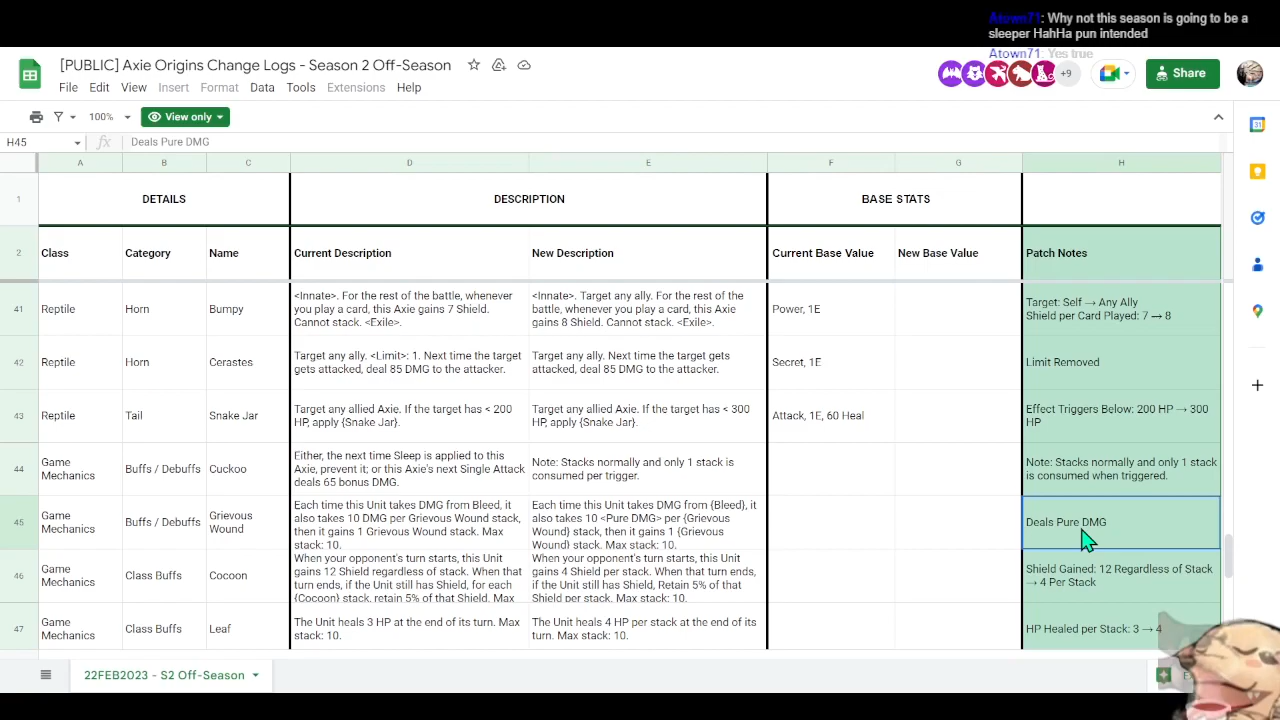 Atown71: Why not this season is going to be a
sleeper HahHa pun intended
Atown71: Yes true
[PUBLIC] Axie Origins Change Logs - Season 2 Off-Season
+9
Share
File Edit View Insert Format Data Tools Extensions Help
100%
View only
H45
fx
Deals Pure DMG
A B C D E F G H
1
DETAILS
DESCRIPTION
BASE STATS
2
Class
Category
Name
Current Description
New Description
Current Base Value
New Base Value
Patch Notes
41
Reptile
Horn
Bumpy
<Innate>. For the rest of the battle, whenever
you play a card, this Axie gains 7 Shield.
Cannot stack. <Exile>.
<Innate>. Target any ally. For the rest of the
battle, whenever you play a card, this Axie
gains 8 Shield. Cannot stack. <Exile>.
Power, 1E
Target: Self → Any Ally
Shield per Card Played: 7 → 8
42
Reptile
Horn
Cerastes
Target any ally. <Limit>: 1. Next time the target
gets attacked, deal 85 DMG to the attacker.
Target any ally. Next time the target gets
attacked, deal 85 DMG to the attacker.
Secret, 1E
Limit Removed
43
Reptile
Tail
Snake Jar
Target any allied Axie. If the target has < 200
HP, apply {Snake Jar}.
Target any allied Axie. If the target has < 300
HP, apply {Snake Jar}.
Attack, 1E, 60 Heal
Effect Triggers Below: 200 HP → 300
HP
44
Game
Mechanics
Buffs / Debuffs
Cuckoo
Either, the next time Sleep is applied to this
Axie, prevent it; or this Axie's next Single Attack
deals 65 bonus DMG.
Note: Stacks normally and only 1 stack is
consumed per trigger.
Note: Stacks normally and only 1 stack
is consumed when triggered.
45
Game
Mechanics
Buffs / Debuffs
Grievous
Wound
Each time this Unit takes DMG from Bleed, it
also takes 10 DMG per Grievous Wound stack,
then it gains 1 Grievous Wound stack. Max
stack: 10.
Each time this Unit takes DMG from {Bleed}, it
also takes 10 <Pure DMG> per {Grievous
Wound} stack, then it gains 1 {Grievous
Wound} stack. Max stack: 10.
Deals Pure DMG
46
Game
Mechanics
Class Buffs
Cocoon
When your opponent's turn starts, this Unit
gains 12 Shield regardless of stack. When that
turn ends, if the Unit still has Shield, for each
{Cocoon} stack, retain 5% of that Shield. Max
When your opponent's turn starts, this Unit
gains 4 Shield per stack. When that turn ends,
if the Unit still has Shield, Retain 5% of that
Shield per stack. Max stack: 10.
Shield Gained: 12 Regardless of Stack
→ 4 Per Stack
47
Game
Mechanics
Class Buffs
Leaf
The Unit heals 3 HP at the end of its turn. Max
stack: 10.
The Unit heals 4 HP per stack at the end of its
turn. Max stack: 10.
HP Healed per Stack: 3 → 4
22FEB2023 - S2 Off-Season